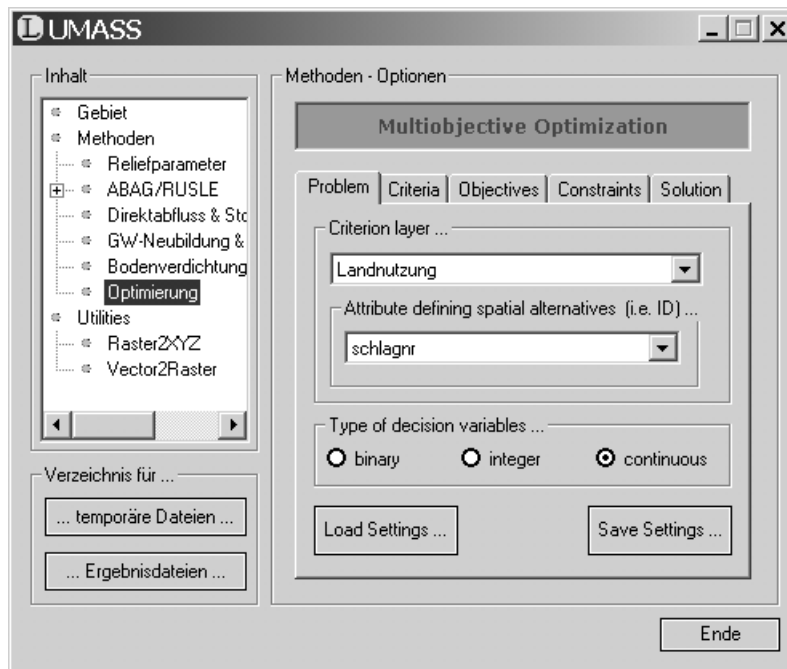 UMASS
Inhalt
Gebiet
Methoden
Reliefparameter
ABAG/RUSLE
Direktabfluss & Sto
GW-Neubildung &
Bodenverdichtung
Optimierung
Utilities
Raster2XYZ
Vector2Raster
Verzeichnis für ...
... temporäre Dateien ...
... Ergebnisdateien ...
Methoden - Optionen
Multiobjective Optimization
Problem Criteria Objectives Constraints Solution
Criterion layer ...
Landnutzung
Attribute defining spatial alternatives (i.e. ID) ...
schlagnr
Type of decision variables ...
binary integer continuous
Load Settings ... Save Settings ...
Ende